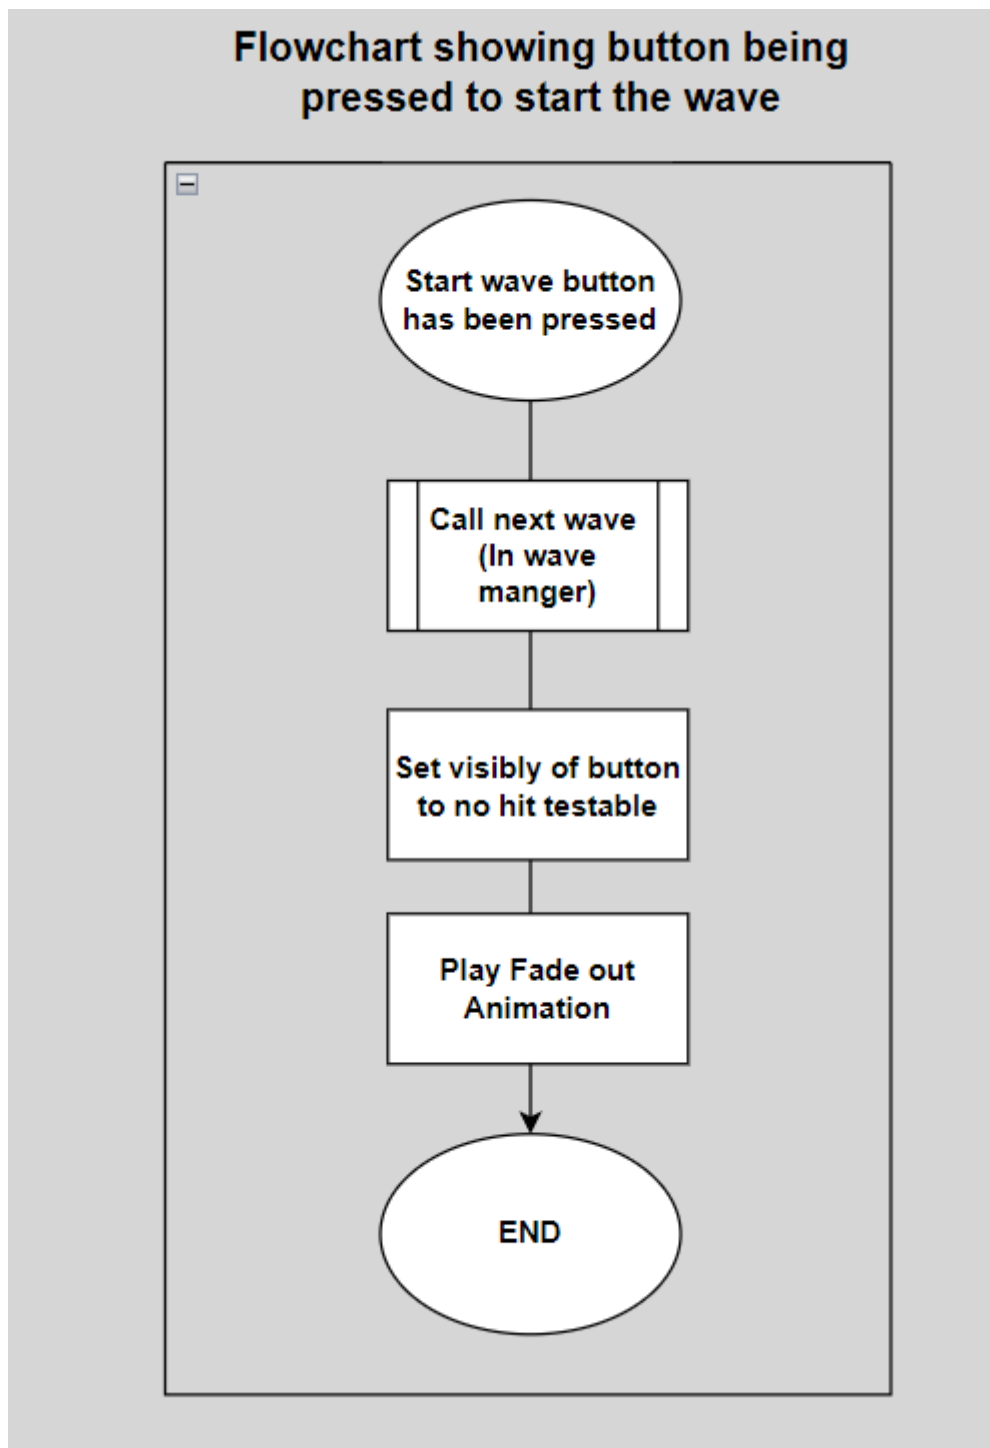 Flowchart showing button being
pressed to start the wave
Start wave button
has been pressed
Call next wave
(In wave
manger)
Set visibly of button
to no hit testable
Play Fade out
Animation
END